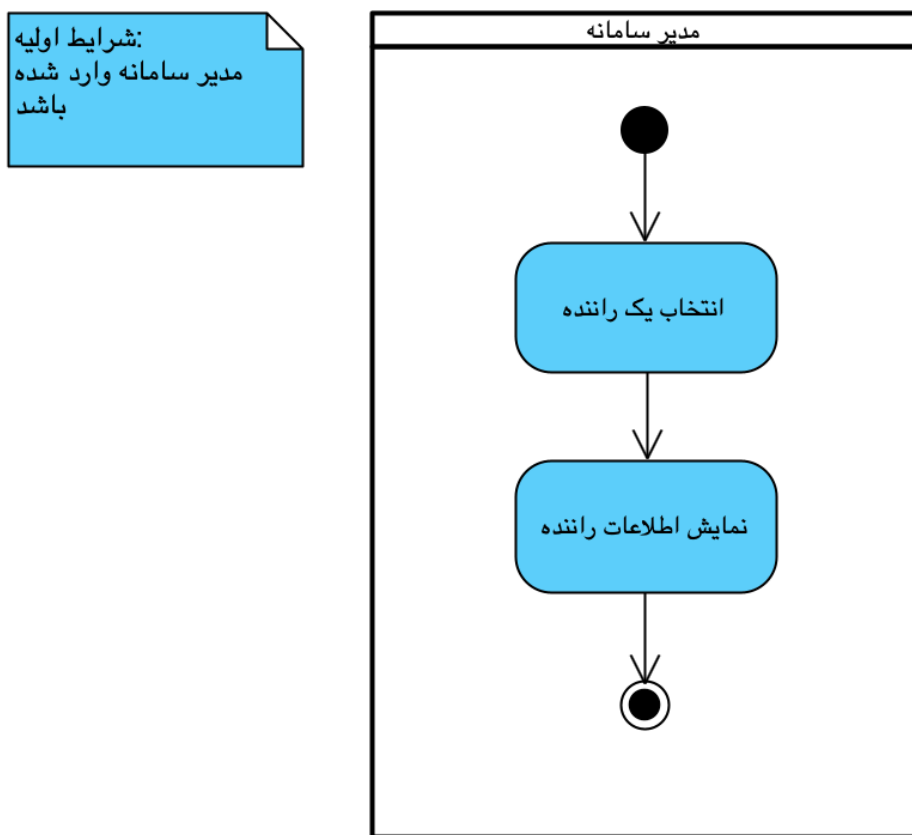 شرایط اولیه:
مدیر سامانه وارد شده
باشد
مدیر سامانه
انتخاب یک راننده
نمایش اطلاعات راننده